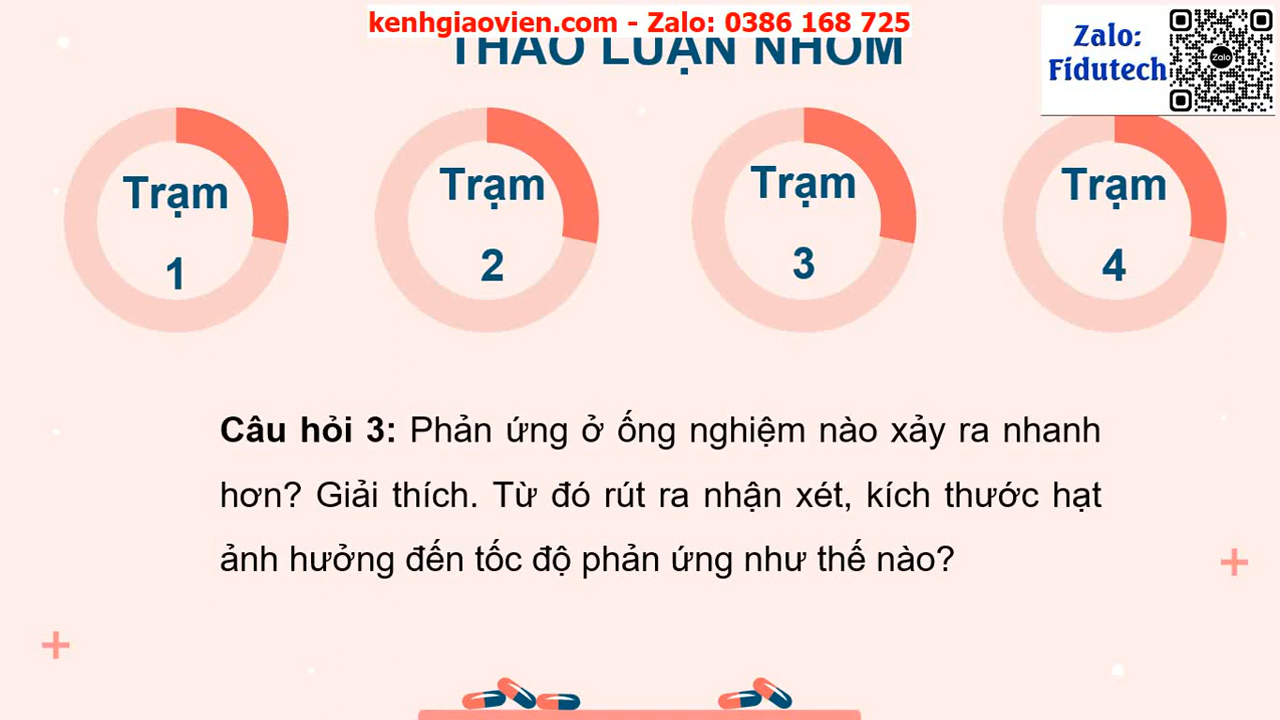 kenhgiaovien.com - Zalo: 0386 168 725
THẢO LUẬN NHÓM
Zalo:
Fidutech
Zalo
Trạm
1
Trạm
2
Trạm
3
Trạm
4
Câu hỏi 3: Phản ứng ở ống nghiệm nào xảy ra nhanh
hơn? Giải thích. Từ đó rút ra nhận xét, kích thước hạt
ảnh hưởng đến tốc độ phản ứng như thế nào?